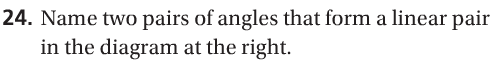 24. Name two pairs of angles that form a linear pair
in the diagram at the right.